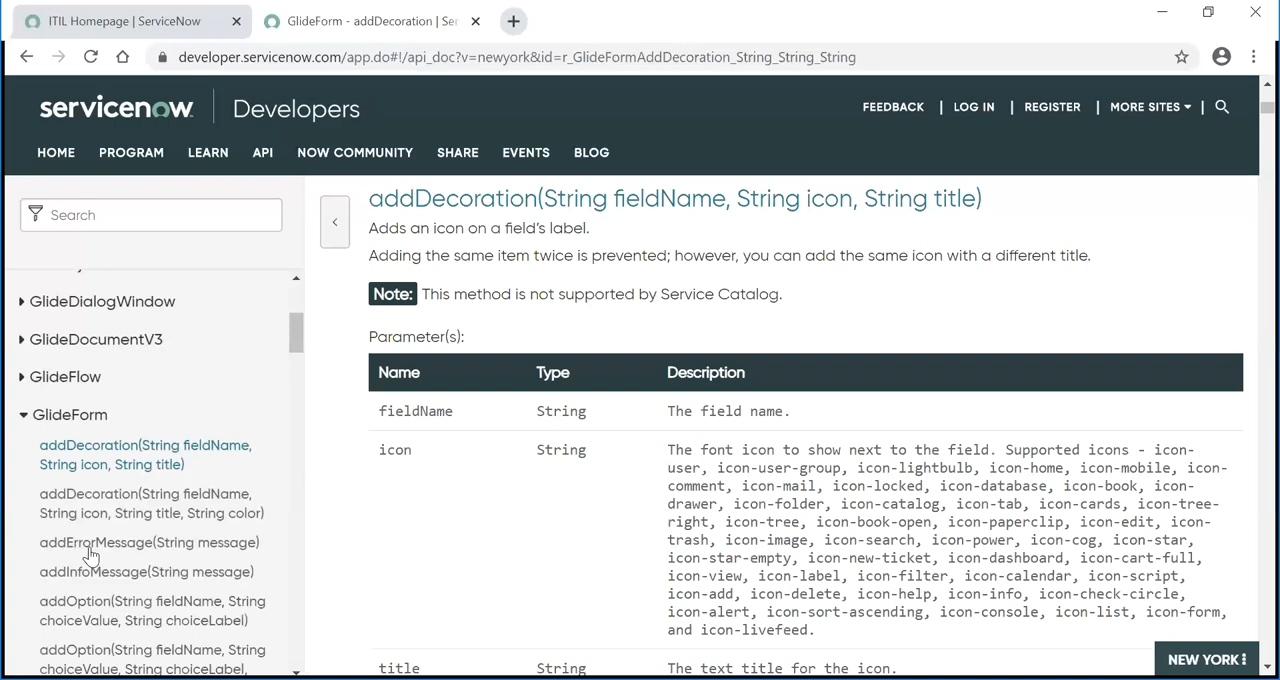 ITIL Homepage | ServiceNow
GlideForm - addDecoration | Ser
developer.servicenow.com/app.do#!/api_doc?v=newyork&id=r_GlideFormAddDecoration_String_String_String
servicenow
Developers
FEEDBACK | LOG IN | REGISTER | MORE SITES |
HOME PROGRAM LEARN API NOW COMMUNITY SHARE EVENTS BLOG
Search
GlideDialogWindow
GlideDocumentV3
GlideFlow
GlideForm
addDecoration(String fieldName,
String icon, String title)
addDecoration(String fieldName,
String icon, String title, String color)
addErrorMessage(String message)
addInfoMessage(String message)
addOption(String fieldName, String
choiceValue, String choiceLabel)
addOption(String fieldName, String
choiceValue, String choiceLabel,
addDecoration(String fieldName, String icon, String title)
Adds an icon on a field's label.
Adding the same item twice is prevented; however, you can add the same icon with a different title.
Note: This method is not supported by Service Catalog.
Parameter(s):
Name Type Description
fieldName String The field name.
icon String The font icon to show next to the field. Supported icons - icon-
user, icon-user-group, icon-lightbulb, icon-home, icon-mobile, icon-
comment, icon-mail, icon-locked, icon-database, icon-book, icon-
drawer, icon-folder, icon-catalog, icon-tab, icon-cards, icon-tree-
right, icon-tree, icon-book-open, icon-paperclip, icon-edit, icon-
trash, icon-image, icon-search, icon-power, icon-cog, icon-star,
icon-star-empty, icon-new-ticket, icon-dashboard, icon-cart-full,
icon-view, icon-label, icon-filter, icon-calendar, icon-script,
icon-add, icon-delete, icon-help, icon-info, icon-check-circle,
icon-alert, icon-sort-ascending, icon-console, icon-list, icon-form,
and icon-livefeed.
title String The text title for the icon.
NEW YORK